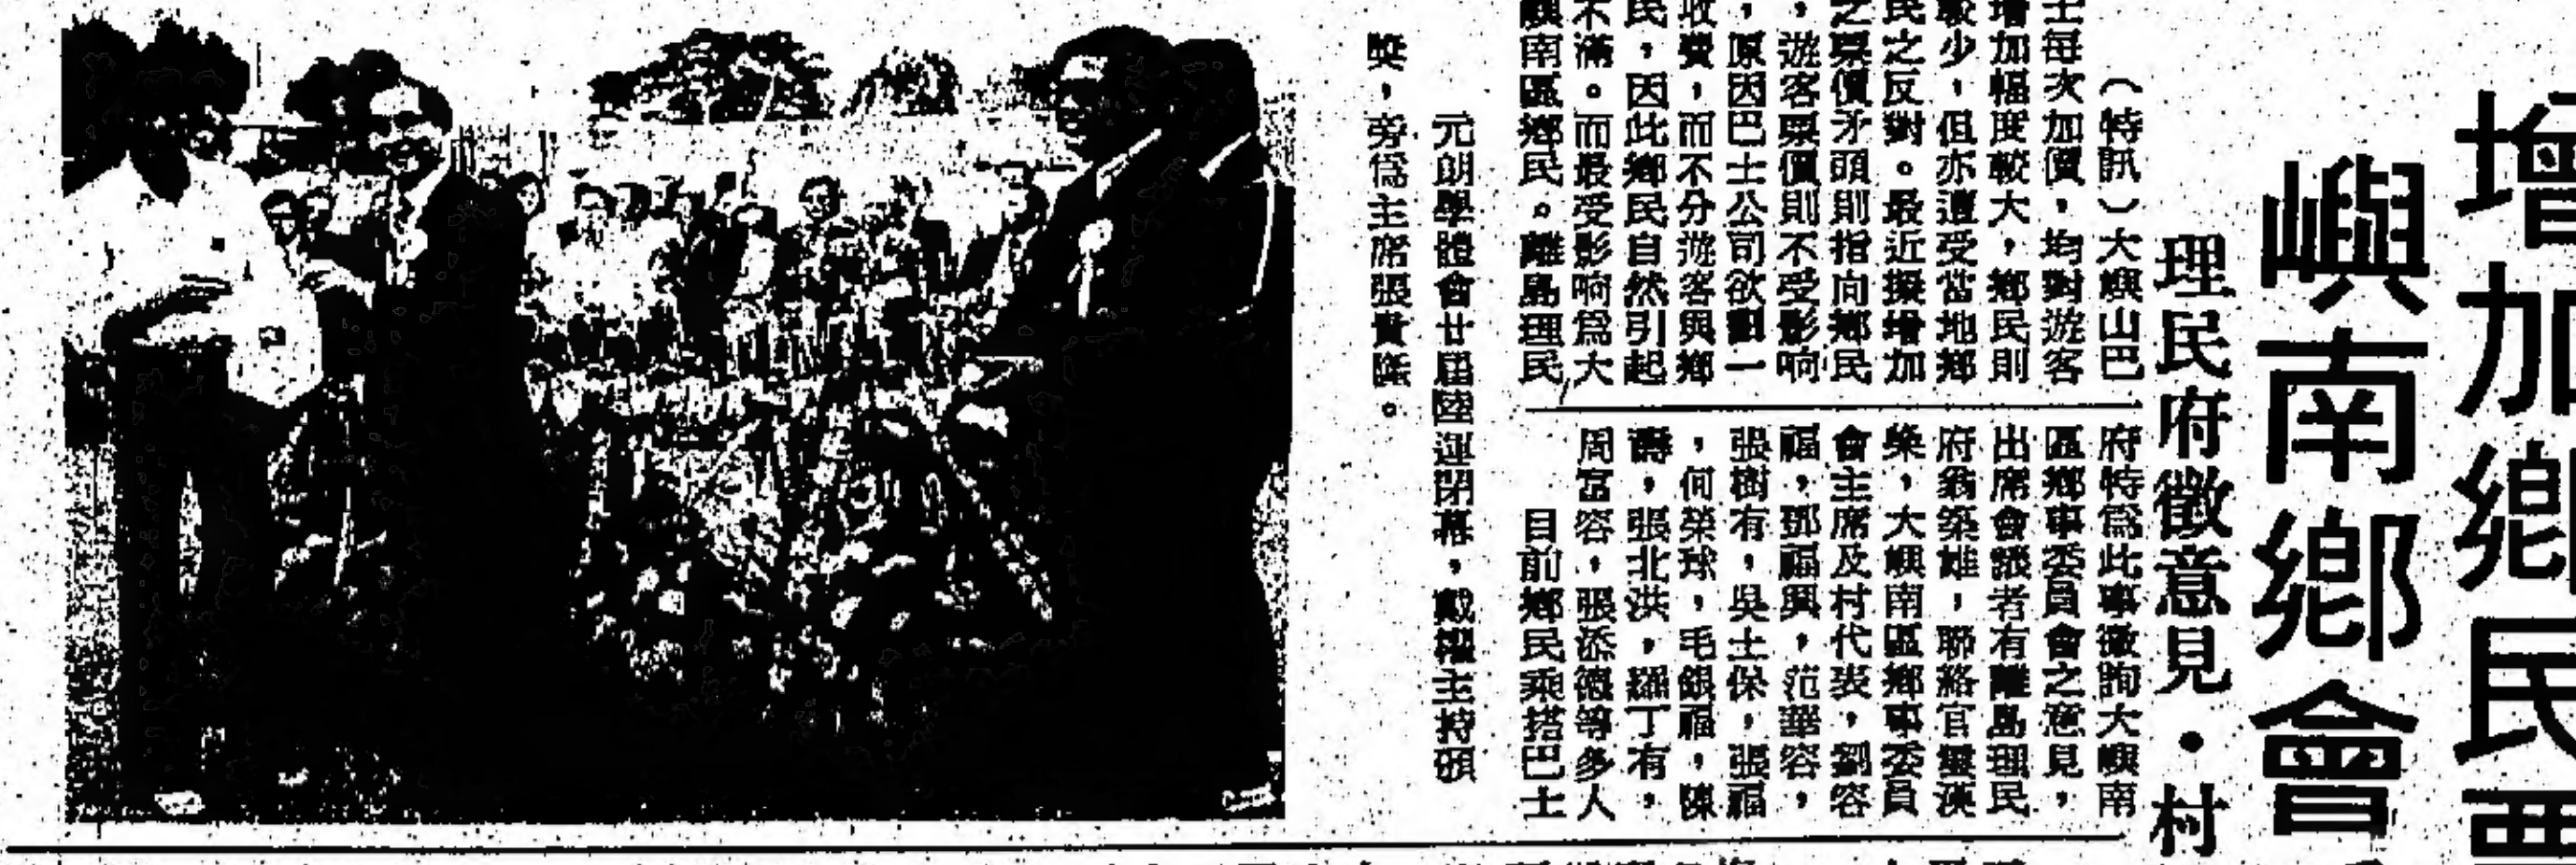 增加鄉民
嶼南鄉會
理民府徵意見·村
（特訊）大嶼山巴
士每次加價，均對遊客
增加幅度較大，鄉民則
較少，但亦遭受當地鄉
民之反對。最近擬增加
之票價矛頭則指向鄉民
，遊客票價則不受影响
，原因巴士公司欲劃一
收費，而不分遊客與鄉
民，因此鄉民自然引起
不滿。而最受影响爲大
嶼南區鄉民。離島理民
府特爲此事徵詢大嶼南
區鄉事委員會之意見，
出席會議者有離島理民
府翁築雄，聯絡官葉漢
榮，大嶼南區鄉事委員
會主席及村代表，劉容
福，鄧福興，范華容，
張樹有，吳士保，張福
，何榮球，毛銀福，陳
壽，張北洪，羅丁有，
周富容，張添德等多人
目前鄉民乘搭巴士
元朗學體會廿屆陸運閉幕，戴權主持頒
獎，旁爲主席張貴隆。